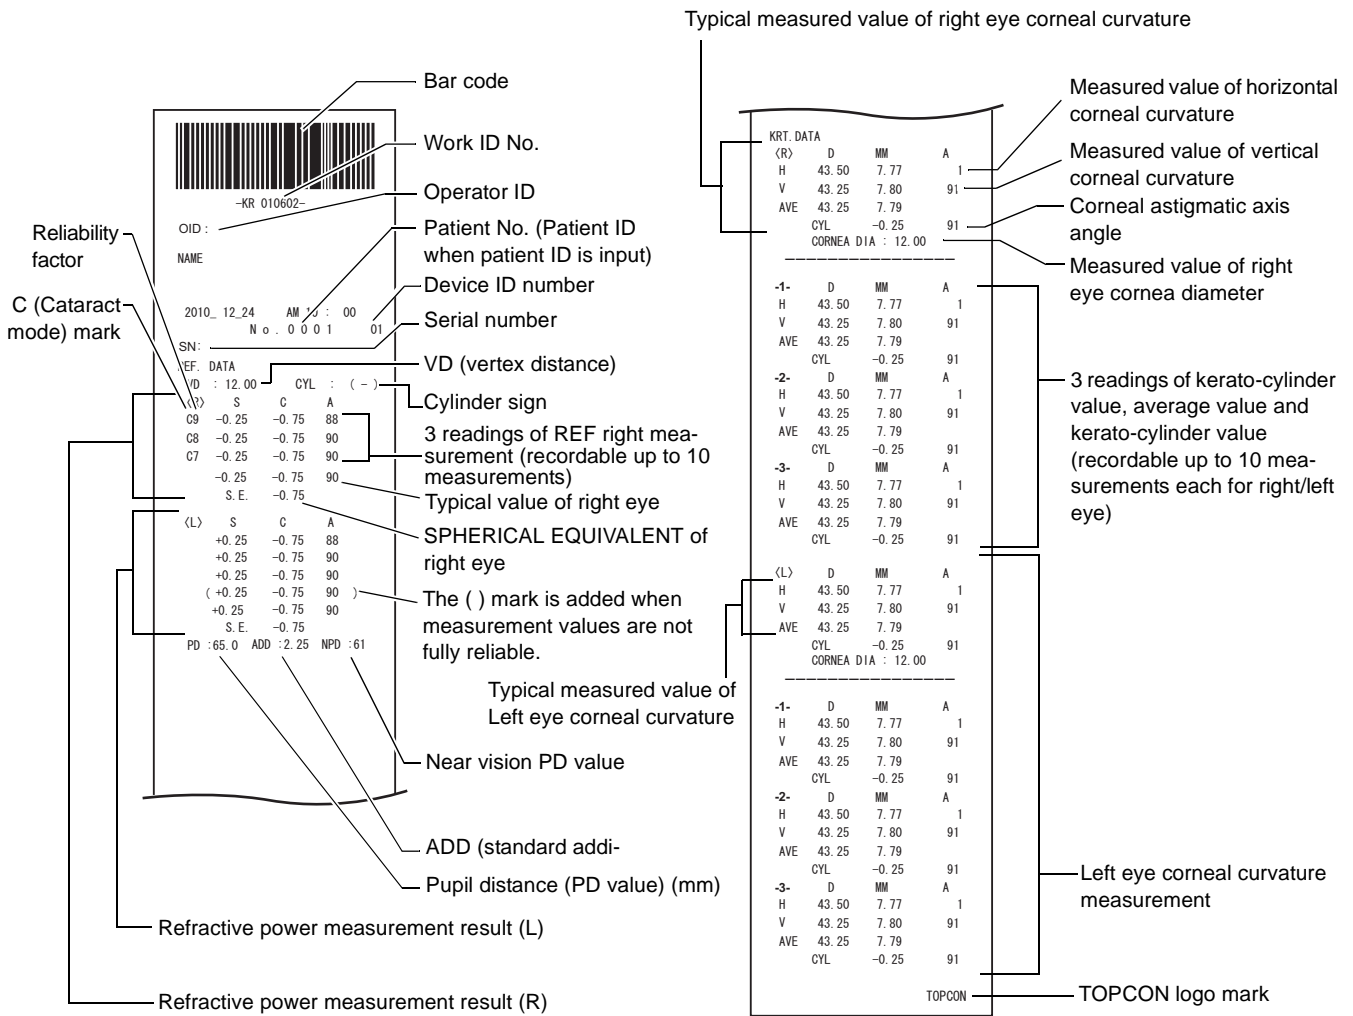 Typical measured value of right eye corneal curvature
Bar code
Work ID No.
Operator ID
Patient No. (Patient ID
when patient ID is input)
Device ID number
Serial number
VD (vertex distance)
Cylinder sign
3 readings of REF right mea-
surement (recordable up to 10
measurements)
Typical value of right eye
SPHERICAL EQUIVALENT of
right eye
The ( ) mark is added when
measurement values are not
fully reliable.
Typical measured value of
Left eye corneal curvature
Near vision PD value
ADD (standard addi-
Pupil distance (PD value) (mm)
Refractive power measurement result (L)
Refractive power measurement result (R)
Reliability
factor
C (Cataract
mode) mark
-KR 010602-
OID :
NAME
2010_ 12_24 AM 10 : 00
No. 0001 01
SN:
REF. DATA
VD : 12.00 CYL : (-)
〈R〉 S C A
C9 -0.25 -0.75 88
C8 -0.25 -0.75 90
C7 -0.25 -0.75 90
-0.25 -0.75 90
S.E. -0.75
〈L〉 S C A
+0.25 -0.75 88
+0.25 -0.75 90
+0.25 -0.75 90
( +0.25 -0.75 90 )
+0.25 -0.75 90
S.E. -0.75
PD :65.0 ADD :2.25 NPD :61
KRT.DATA
〈R〉 D MM A
H 43.50 7.77 1
V 43.25 7.80 91
AVE 43.25 7.79
CYL -0.25 91
CORNEA DIA : 12.00
-1- D MM A
H 43.50 7.77 1
V 43.25 7.80 91
AVE 43.25 7.79
CYL -0.25 91
-2- D MM A
H 43.50 7.77 1
V 43.25 7.80 91
AVE 43.25 7.79
CYL -0.25 91
-3- D MM A
H 43.50 7.77 1
V 43.25 7.80 91
AVE 43.25 7.79
CYL -0.25 91
〈L〉 D MM A
H 43.50 7.77 1
V 43.25 7.80 91
AVE 43.25 7.79
CYL -0.25 91
CORNEA DIA : 12.00
-1- D MM A
H 43.50 7.77 1
V 43.25 7.80 91
AVE 43.25 7.79
CYL -0.25 91
-2- D MM A
H 43.50 7.77 1
V 43.25 7.80 91
AVE 43.25 7.79
CYL -0.25 91
-3- D MM A
H 43.50 7.77 1
V 43.25 7.80 91
AVE 43.25 7.79
CYL -0.25 91
TOPCON
Measured value of horizontal
corneal curvature
Measured value of vertical
corneal curvature
Corneal astigmatic axis
angle
Measured value of right
eye cornea diameter
3 readings of kerato-cylinder
value, average value and
kerato-cylinder value
(recordable up to 10 mea-
surements each for right/left
eye)
Left eye corneal curvature
measurement
TOPCON logo mark